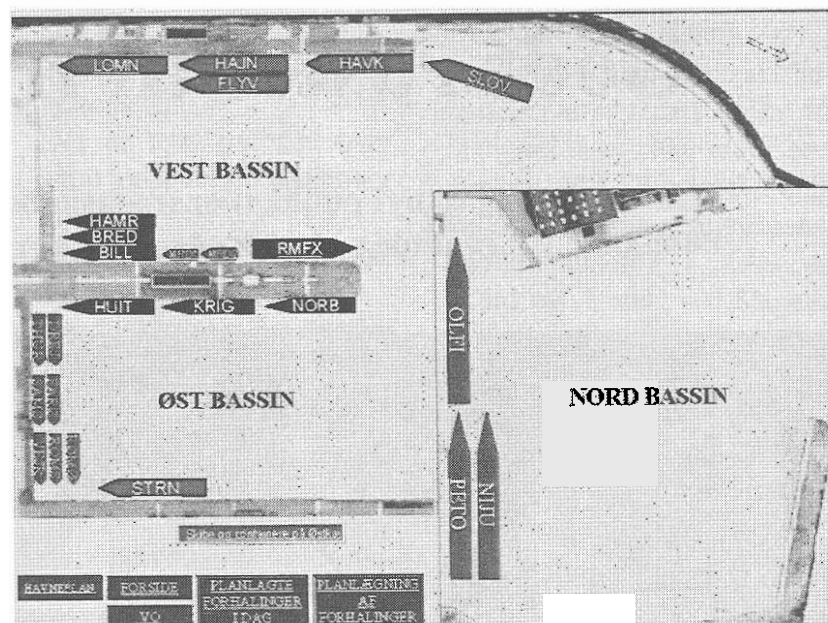 LOMN
HAJN
HAVK
SLOV
FLYV
VEST BASSIN
HAMR
BRED
BILL
RMFX
HUIT
KRIG
NORB
OLFI
ØST BASSIN
NORD BASSIN
STRN
PETO
NIJU
HAVNEPLAN
FORSIDE
PLANLAGTE
FORHALINGER
I DAG
PLANLÆGNING
AF
FORHALINGER
VO